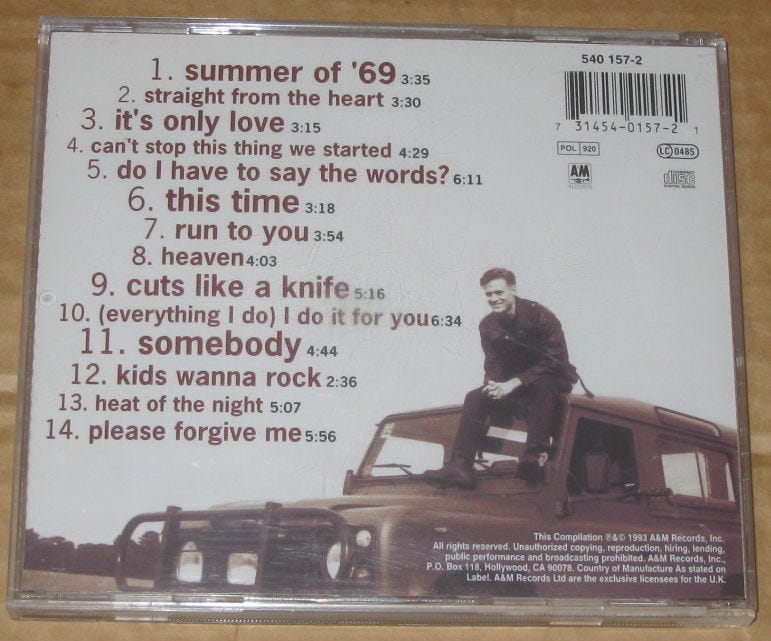 1. summer of '69 3:35
2. straight from the heart 3:30
3. it's only love 3:15
4. can't stop this thing we started 4:29
5. do I have to say the words? 6:11
6. this time 3:18
7. run to you 3:54
8. heaven 4:03
9. cuts like a knife 5:16
10. (everything I do) I do it for you 6:34
11. somebody 4:44
12. kids wanna rock 2:36
13. heat of the night 5:07
14. please forgive me 5:56
540 157-2
7 31454-0157-2 1
POL 920
LC 0485
A&M
RECORDS
COMPACT
disc
DIGITAL AUDIO
This Compilation ℗&© 1993 A&M Records, Inc.
All rights reserved. Unauthorized copying, reproduction, hiring, lending,
public performance and broadcasting prohibited. A&M Records, Inc.,
P.O. Box 118, Hollywood, CA 90078. Country of Manufacture As stated on
Label. A&M Records Ltd are the exclusive licensees for the U.K.